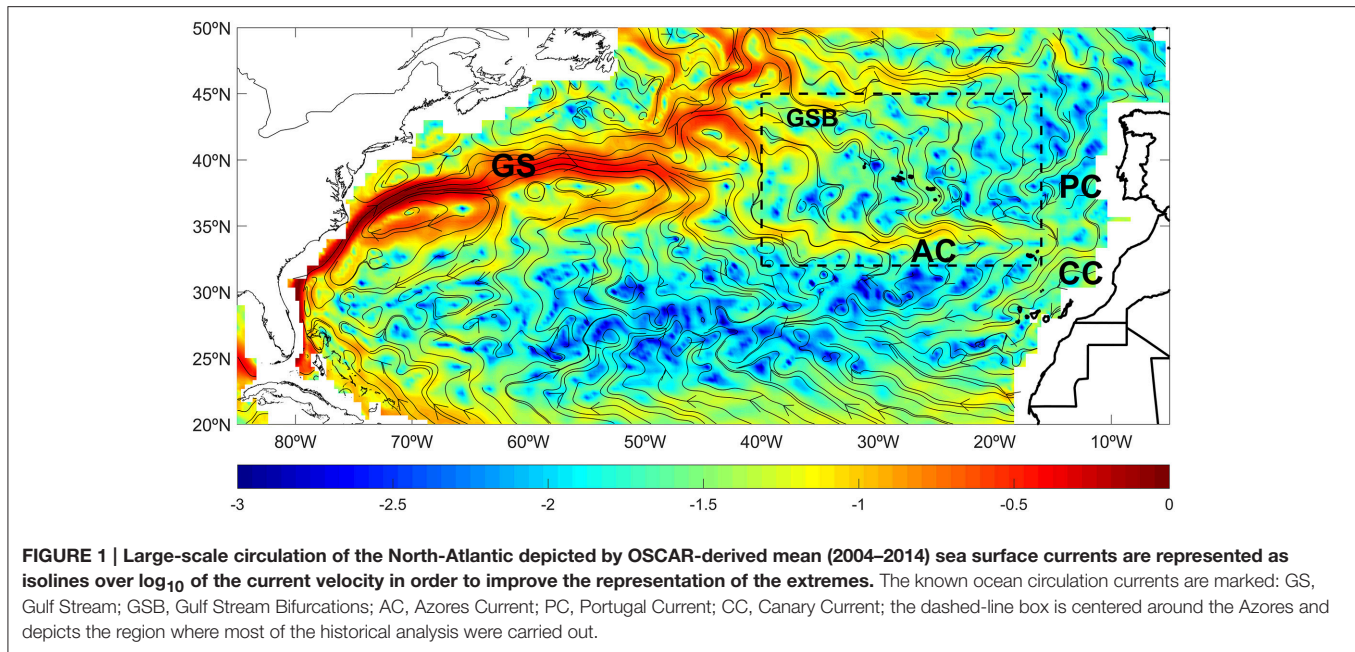 50ºN
45ºN
40ºN
35ºN
30ºN
25ºN
20ºN
GS
GSB
PC
AC
CC
80ºW 70ºW 60ºW 50ºW 40ºW 30ºW 20ºW 10ºW
-3 -2.5 -2 -1.5 -1 -0.5 0
FIGURE 1 | Large-scale circulation of the North-Atlantic depicted by OSCAR-derived mean (2004–2014) sea surface currents are represented as
isolines over log10 of the current velocity in order to improve the representation of the extremes. The known ocean circulation currents are marked: GS,
Gulf Stream; GSB, Gulf Stream Bifurcations; AC, Azores Current; PC, Portugal Current; CC, Canary Current; the dashed-line box is centered around the Azores and
depicts the region where most of the historical analysis were carried out.